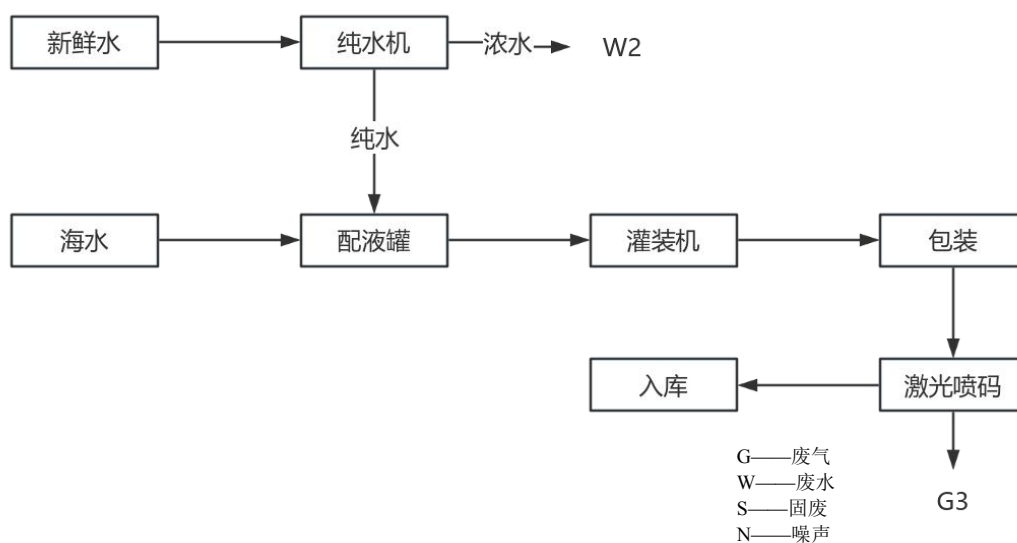 新鲜水
纯水机
浓水
W2
纯水
海水
配液罐
灌装机
包装
入库
激光喷码
G——废气
W——废水
S——固废
N——噪声
G3